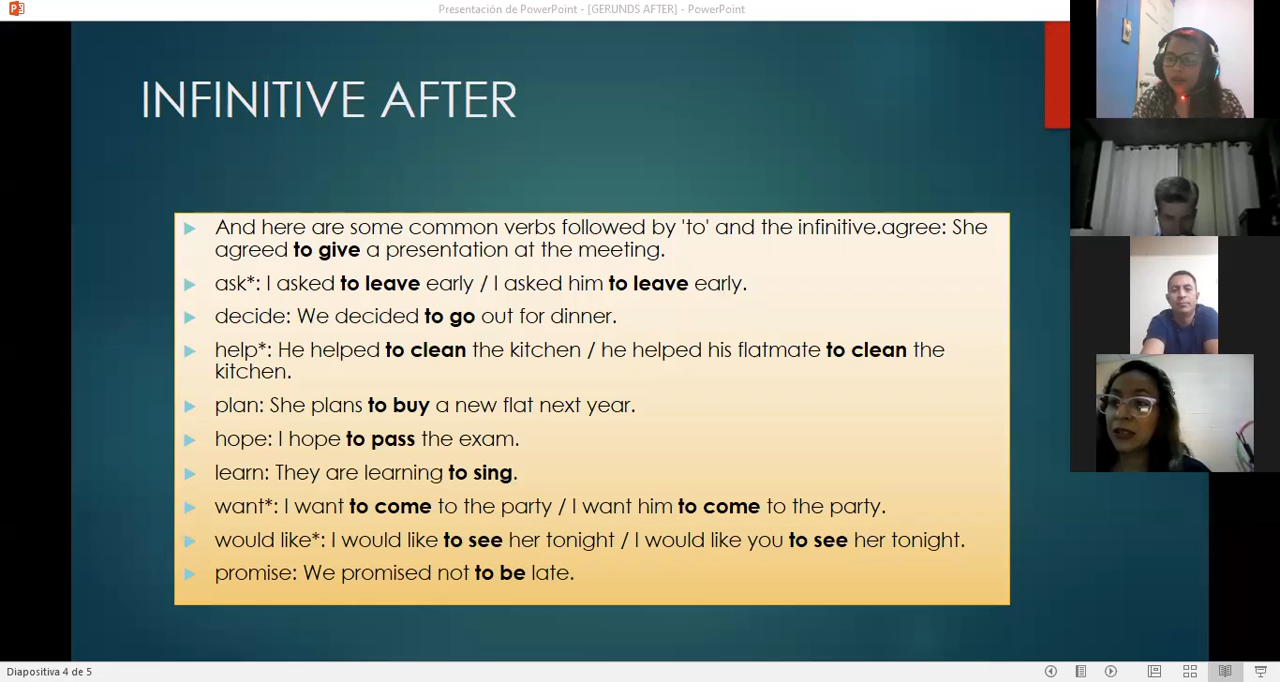 Presentación de PowerPoint - [GERUNDS AFTER] - PowerPoint
INFINITIVE AFTER
And here are some common verbs followed by 'to' and the infinitive.agree: She
agreed to give a presentation at the meeting.
ask*: I asked to leave early / I asked him to leave early.
decide: We decided to go out for dinner.
help*: He helped to clean the kitchen / he helped his flatmate to clean the
kitchen.
plan: She plans to buy a new flat next year.
hope: I hope to pass the exam.
learn: They are learning to sing.
want*: I want to come to the party / I want him to come to the party.
would like*: I would like to see her tonight / I would like you to see her tonight.
promise: We promised not to be late.
Diapositiva 4 de 5